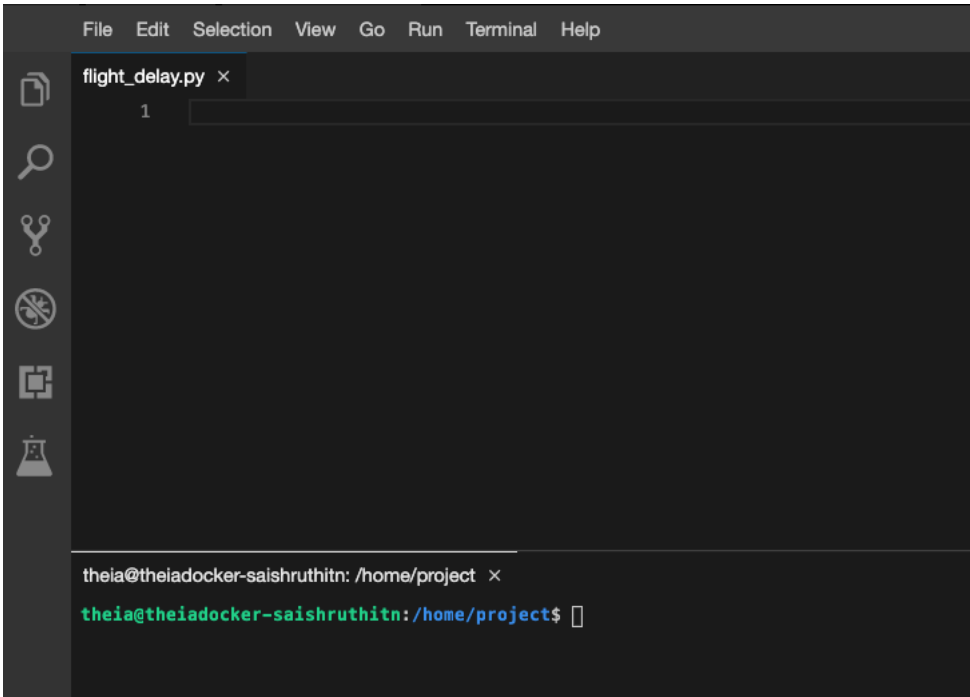 File Edit Selection View Go Run Terminal Help
flight_delay.py ×
1
theia@theiadocker-saishruthitn: /home/project ×
theia@theiadocker-saishruthitn:/home/project$